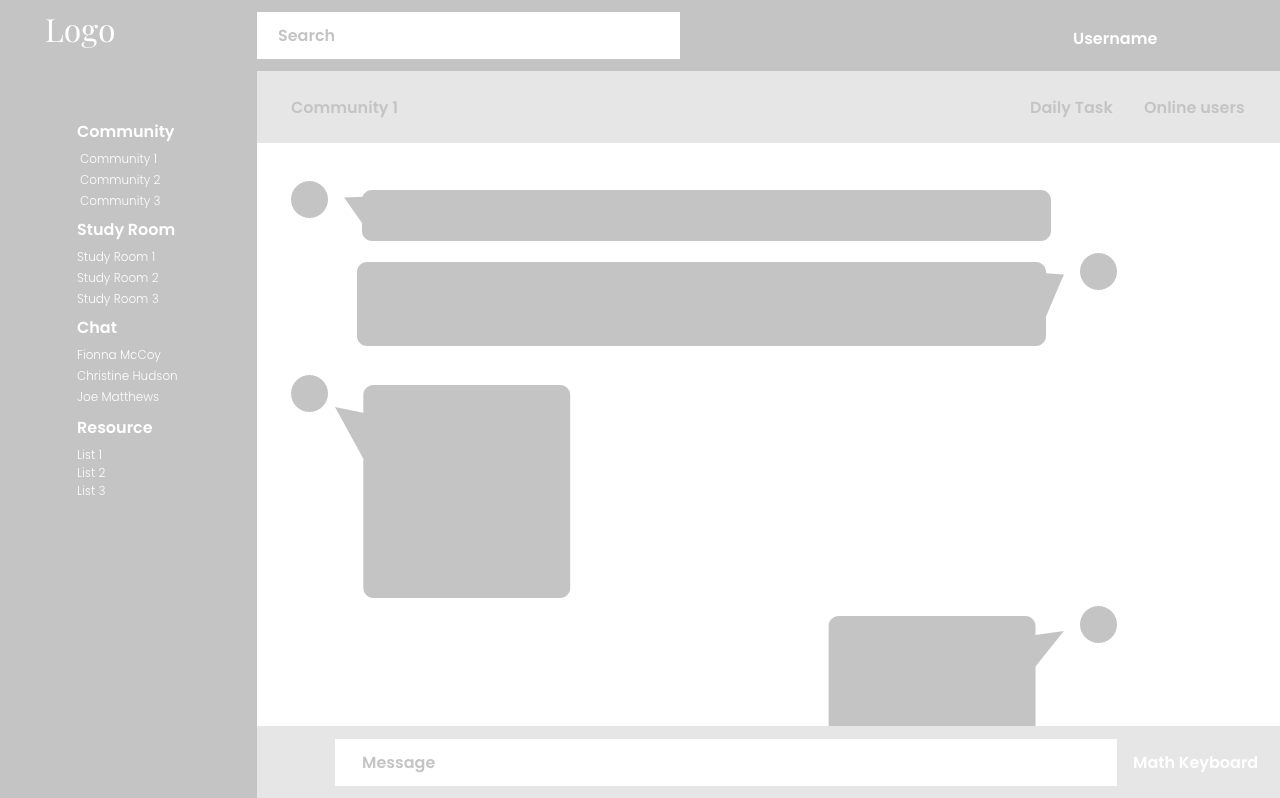 Logo
Search
Username
Community 1
Daily Task
Online users
Community
Community 1
Community 2
Community 3
Study Room
Study Room 1
Study Room 2
Study Room 3
Chat
Fionna McCoy
Christine Hudson
Joe Matthews
Resource
List 1
List 2
List 3
Message
Math Keyboard